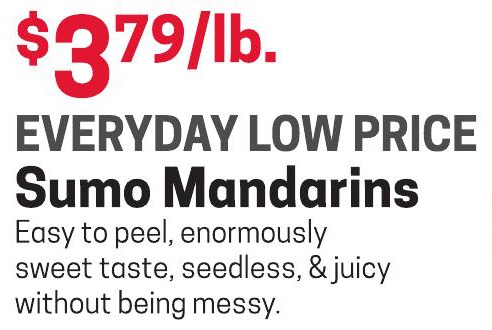 $379/lb.
EVERYDAY LOW PRICE
Sumo Mandarins
Easy to peel, enormously
sweet taste, seedless, & juicy
without being messy.